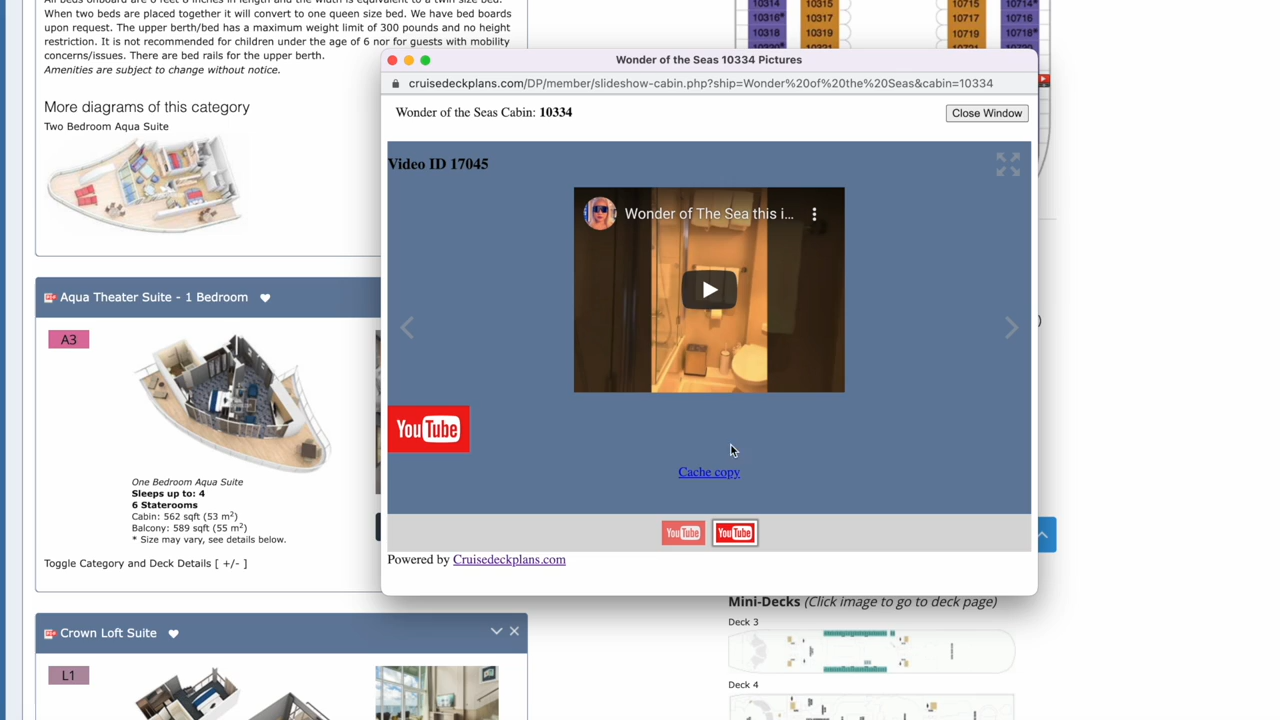 All beds onboard are 6 feet 8 inches in length and the width is equivalent to a twin size bed.
When two beds are placed together it will convert to one queen size bed. We have bed boards
upon request. The upper berth/bed has a maximum weight limit of 300 pounds and no height
restriction. It is not recommended for children under the age of 6 nor for guests with mobility
concerns/issues. There are bed rails for the upper berth.
Amenities are subject to change without notice.
More diagrams of this category
Two Bedroom Aqua Suite
Aqua Theater Suite - 1 Bedroom
A3
One Bedroom Aqua Suite
Sleeps up to: 4
6 Staterooms
Cabin: 562 sqft (53 m²)
Balcony: 589 sqft (55 m²)
* Size may vary, see details below.
Toggle Category and Deck Details [ +/- ]
Crown Loft Suite
L1
10314 10315 10715 10714*
10316* 10317 10717 10716
10318 10319 10719 10718*
Wonder of the Seas 10334 Pictures
cruisedeckplans.com/DP/member/slideshow-cabin.php?ship=Wonder%20of%20the%20Seas&cabin=10334
Wonder of the Seas Cabin: 10334
Close Window
Video ID 17045
Wonder of The Sea this i...
YouTube
Cache copy
YouTube YouTube
Powered by Cruisedeckplans.com
)
Mini-Decks (Click image to go to deck page)
Deck 3
Deck 4